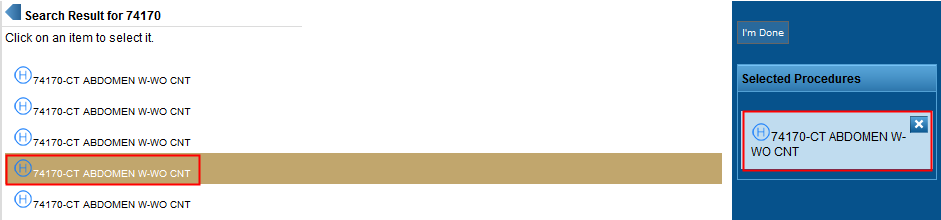 Search Result for 74170
Click on an item to select it.
H 74170-CT ABDOMEN W-WO CNT
H 74170-CT ABDOMEN W-WO CNT
H 74170-CT ABDOMEN W-WO CNT
H 74170-CT ABDOMEN W-WO CNT
H 74170-CT ABDOMEN W-WO CNT
I'm Done
Selected Procedures
H 74170-CT ABDOMEN W-
WO CNT